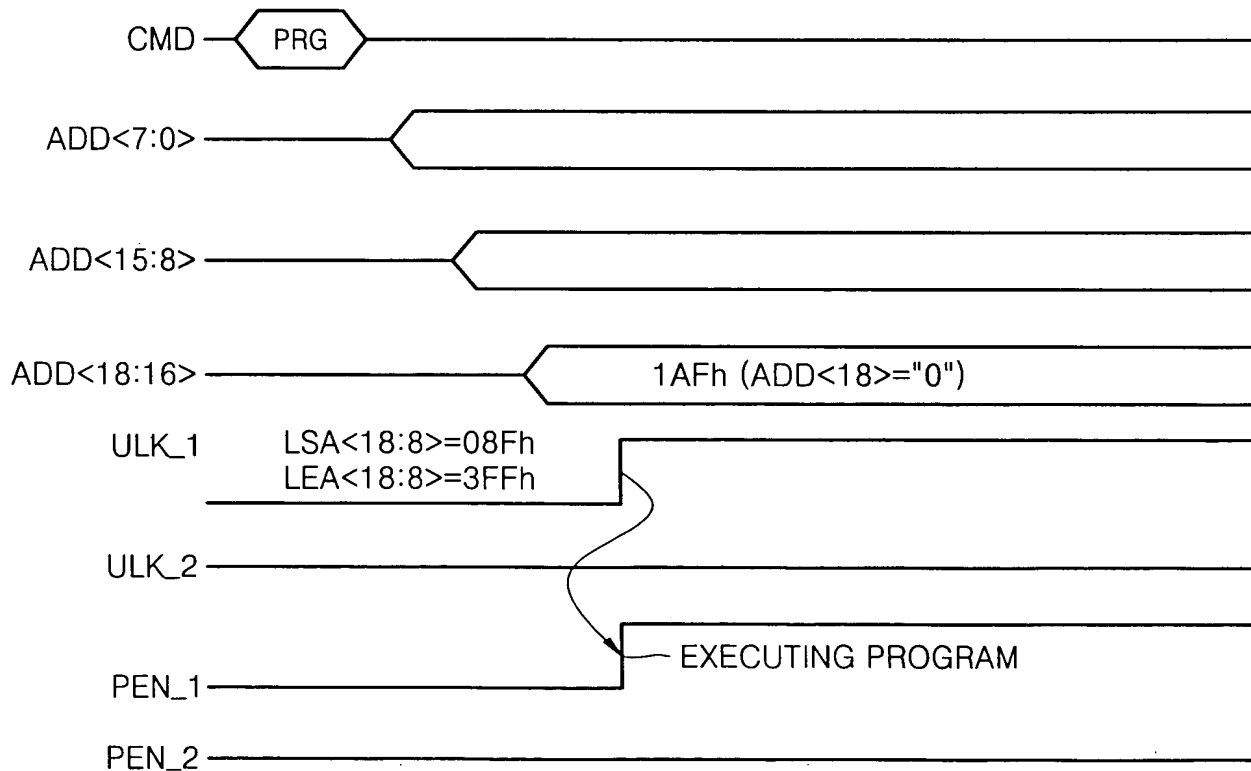 CMD PRG
ADD<7:0>
ADD<15:8>
ADD<18:16> 1AFh (ADD<18>="0")
ULK_1 LSA<18:8>=08Fh
LEA<18:8>=3FFh
ULK_2
EXECUTING PROGRAM
PEN_1
PEN_2